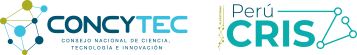 CONCYTEC
CONSEJO NACIONAL DE CIENCIA,
TECNOLOGÍA E INNOVACIÓN
Perú
CRIS